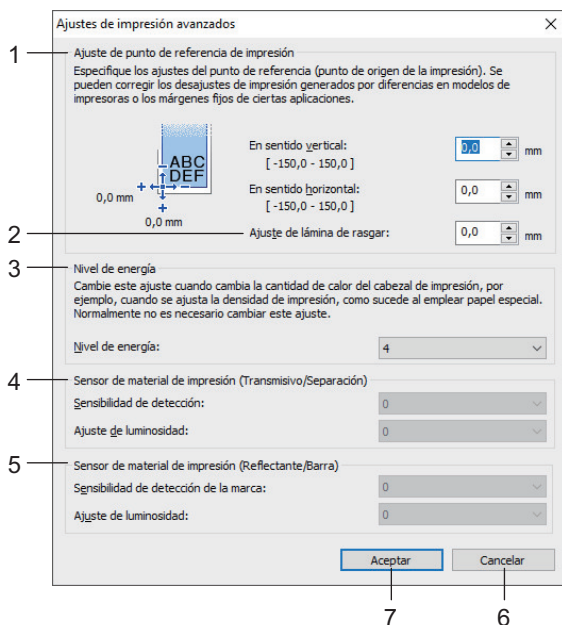 Ajustes de impresión avanzados
1
Ajuste de punto de referencia de impresión
Especifique los ajustes del punto de referencia (punto de origen de la impresión). Se
pueden corregir los desajustes de impresión generados por diferencias en modelos de
impresoras o los márgenes fijos de ciertas aplicaciones.
ABC
DEF
0,0 mm
0,0 mm
En sentido vertical:
[ -150,0 - 150,0 ]
0,0
mm
En sentido horizontal:
[ -150,0 - 150,0 ]
0,0
mm
2
Ajuste de lámina de rasgar:
0,0
mm
3
Nivel de energía
Cambie este ajuste cuando cambia la cantidad de calor del cabezal de impresión, por
ejemplo, cuando se ajusta la densidad de impresión, como sucede al emplear papel especial.
Normalmente no es necesario cambiar este ajuste.
Nivel de energía:
4
4
Sensor de material de impresión (Transmisivo/Separación)
Sensibilidad de detección:
0
Ajuste de luminosidad:
0
5
Sensor de material de impresión (Reflectante/Barra)
Sensibilidad de detección de la marca:
0
Ajuste de luminosidad:
0
Aceptar
Cancelar
7
6